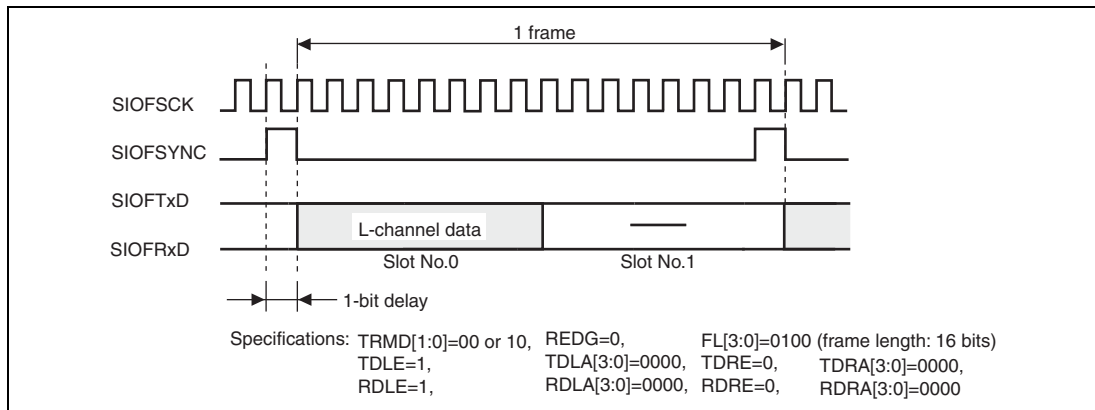 1 frame
SIOFSCK
SIOFSYNC
SIOFTxD
L-channel data
SIOFRxD
Slot No.0 Slot No.1
1-bit delay
Specifications: TRMD[1:0]=00 or 10, REDG=0, FL[3:0]=0100 (frame length: 16 bits)
TDLE=1, TDLA[3:0]=0000, TDRE=0, TDRA[3:0]=0000,
RDLE=1, RDLA[3:0]=0000, RDRE=0, RDRA[3:0]=0000